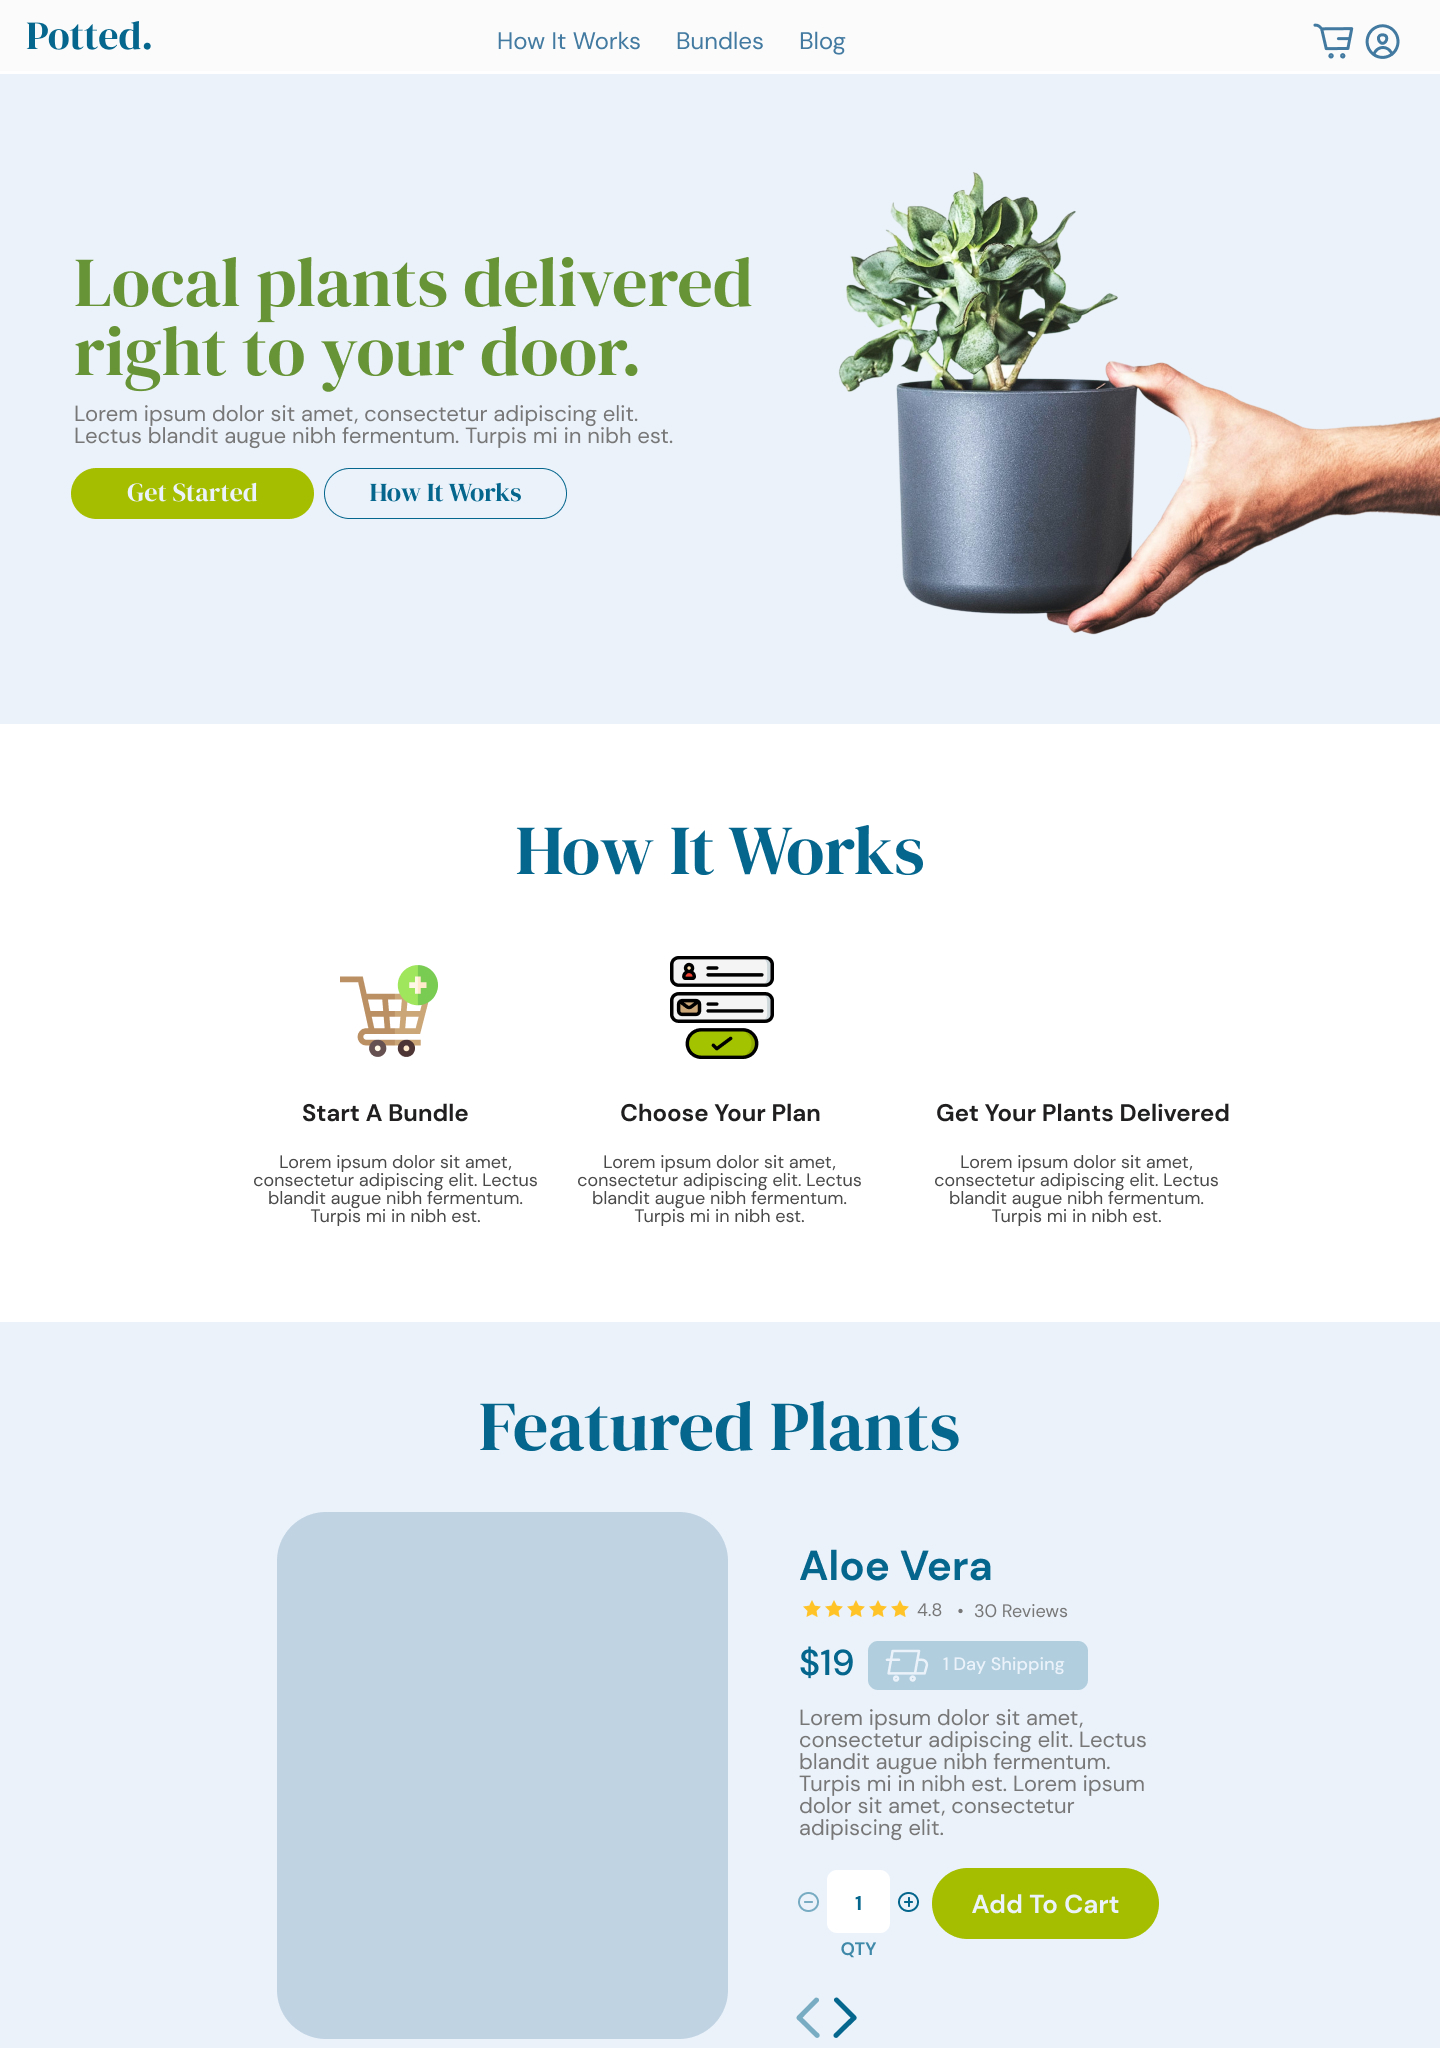 Potted.
How It Works
Bundles
Blog
Local plants delivered
right to your door.
Lorem ipsum dolor sit amet, consectetur adipiscing elit.
Lectus blandit augue nibh fermentum. Turpis mi in nibh est.
Get Started
How It Works
How It Works
Start A Bundle
Lorem ipsum dolor sit amet,
consectetur adipiscing elit. Lectus
blandit augue nibh fermentum.
Turpis mi in nibh est.
Choose Your Plan
Lorem ipsum dolor sit amet,
consectetur adipiscing elit. Lectus
blandit augue nibh fermentum.
Turpis mi in nibh est.
Get Your Plants Delivered
Lorem ipsum dolor sit amet,
consectetur adipiscing elit. Lectus
blandit augue nibh fermentum.
Turpis mi in nibh est.
Featured Plants
Aloe Vera
4.8 • 30 Reviews
$19
1 Day Shipping
Lorem ipsum dolor sit amet,
consectetur adipiscing elit. Lectus
blandit augue nibh fermentum.
Turpis mi in nibh est. Lorem ipsum
dolor sit amet, consectetur
adipiscing elit.
1
QTY
Add To Cart